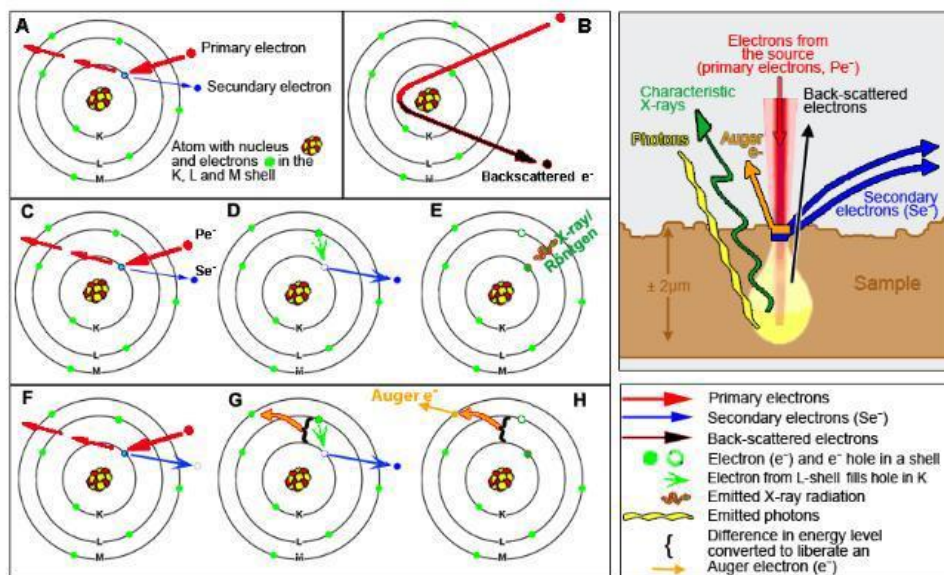 A
Primary electron
Secundary electron
K
L
M
Atom with nucleus
and electrons in the
K, L and M shell
B
K
L
M
Backscattered e-
C
Pe-
Se-
K
L
M
D
K
L
M
E
X-ray/
Röntgen
K
L
M
F
K
L
M
G
K
L
M
Auger e-
H
K
L
M
Electrons from
the source
(primary electrons, Pe-)
Characteristic
X-rays
Back-scattered
electrons
Photons
Auger
e-
Secondary
electrons (Se-)
± 2µm
Sample
Primary electrons
Secondary electrons (Se-)
Back-scattered electrons
Electron (e-) and e- hole in a shell
Electron from L-shell fills hole in K
Emitted X-ray radiation
Emitted photons
Difference in energy level
converted to liberate an
Auger electron (e-)